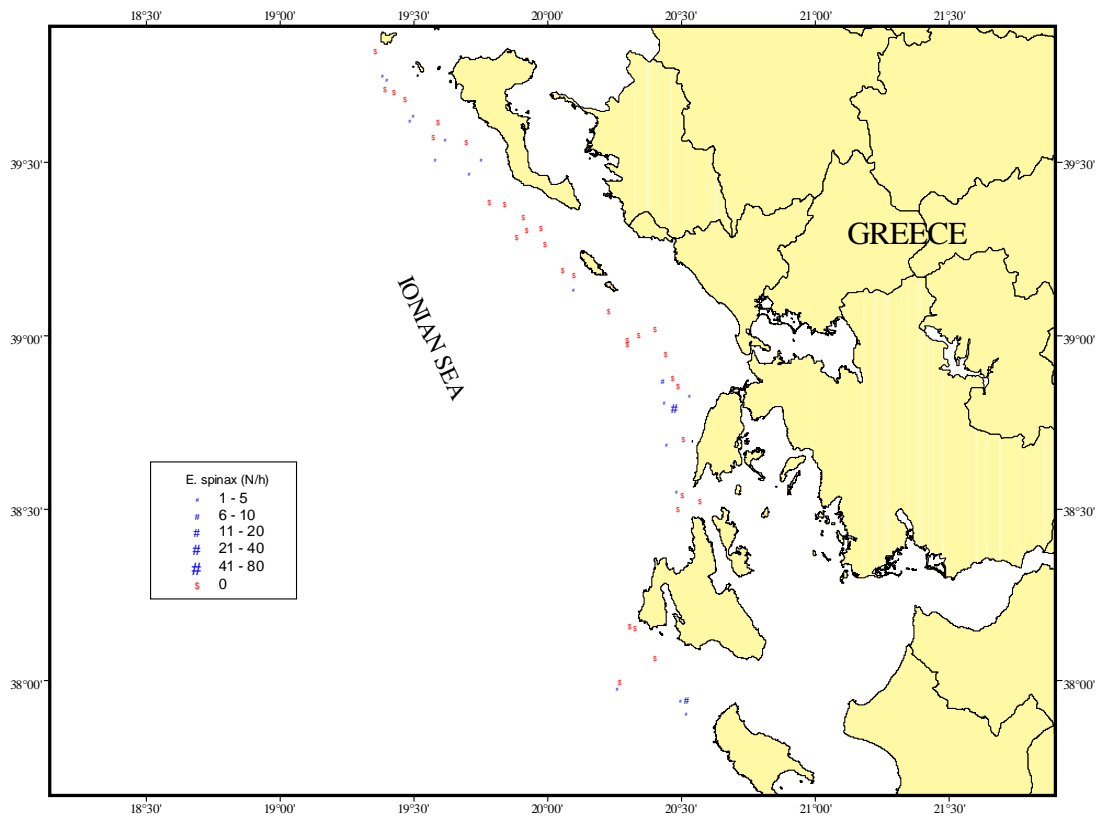 18°30' 19°00' 19°30' 20°00' 20°30' 21°00' 21°30'
39°30' 39°30'
GREECE
IONIAN SEA
39°00' 39°00'
E. spinax (N/h)
# 1 - 5
# 6 - 10
# 11 - 20
# 21 - 40
# 41 - 80
$ 0
38°30' 38°30'
38°00' 38°00'
18°30' 19°00' 19°30' 20°00' 20°30' 21°00' 21°30'